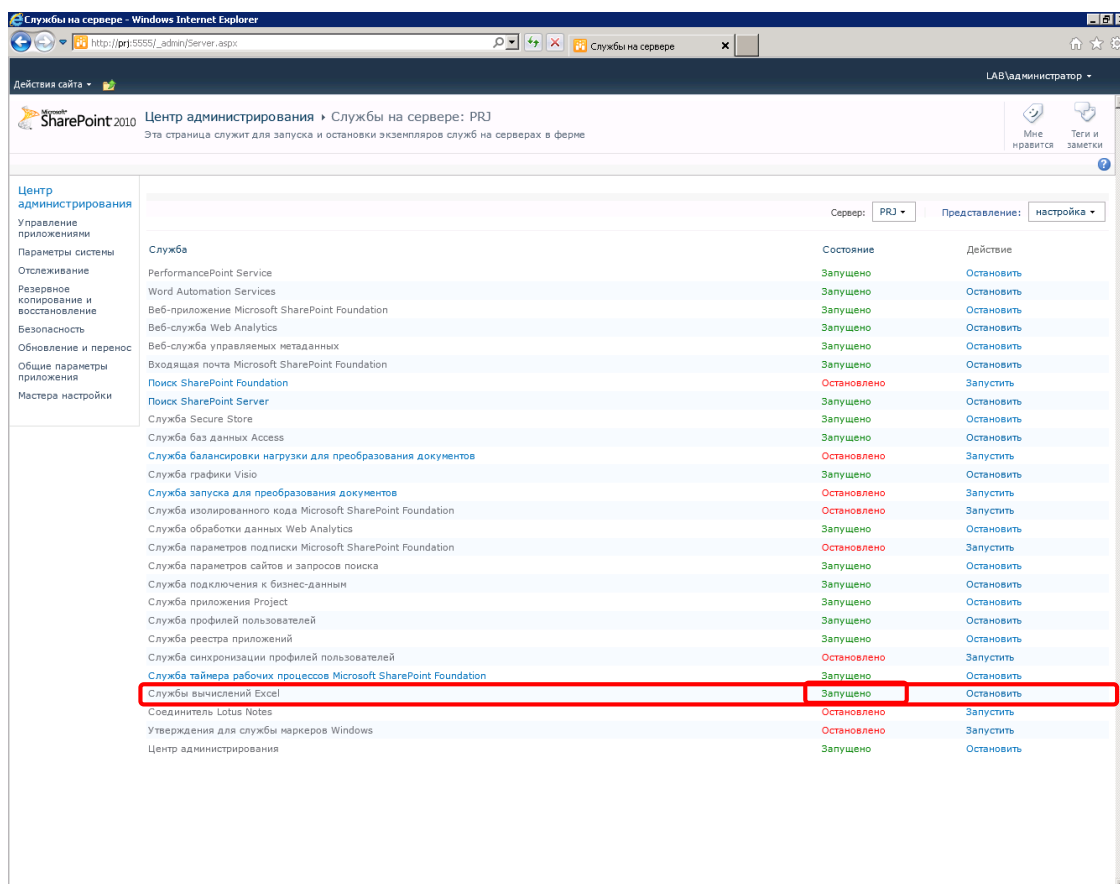 Службы на сервере - Windows Internet Explorer
http://prj:5555/_admin/Server.aspx
Службы на сервере
Действия сайта
LAB\администратор
Microsoft
SharePoint 2010
Центр администрирования
Службы на сервере: PRJ
Эта страница служит для запуска и остановки экземпляров служб на серверах в ферме
Мне
нравится
Теги и
заметки
Центр
администрирования
Управление
приложениями
Параметры системы
Отслеживание
Резервное
копирование и
восстановление
Безопасность
Обновление и перенос
Общие параметры
приложения
Мастера настройки
Сервер: PRJ Представление: настройка
Служба Состояние Действие
PerformancePoint Service Запущено Остановить
Word Automation Services Запущено Остановить
Веб-приложение Microsoft SharePoint Foundation Запущено Остановить
Веб-служба Web Analytics Запущено Остановить
Веб-служба управляемых метаданных Запущено Остановить
Входящая почта Microsoft SharePoint Foundation Запущено Остановить
Поиск SharePoint Foundation Остановлено Запустить
Поиск SharePoint Server Запущено Остановить
Служба Secure Store Запущено Остановить
Служба баз данных Access Запущено Остановить
Служба балансировки нагрузки для преобразования документов Остановлено Запустить
Служба графики Visio Запущено Остановить
Служба запуска для преобразования документов Остановлено Запустить
Служба изолированного кода Microsoft SharePoint Foundation Остановлено Запустить
Служба обработки данных Web Analytics Запущено Остановить
Служба параметров подписки Microsoft SharePoint Foundation Остановлено Запустить
Служба параметров сайтов и запросов поиска Запущено Остановить
Служба подключения к бизнес-данным Запущено Остановить
Служба приложения Project Запущено Остановить
Служба профилей пользователей Запущено Остановить
Служба реестра приложений Запущено Остановить
Служба синхронизации профилей пользователей Остановлено Запустить
Служба таймера рабочих процессов Microsoft SharePoint Foundation Запущено Остановить
Службы вычислений Excel Запущено Остановить
Соединитель Lotus Notes Остановлено Запустить
Утверждения для службы маркеров Windows Остановлено Запустить
Центр администрирования Запущено Остановить